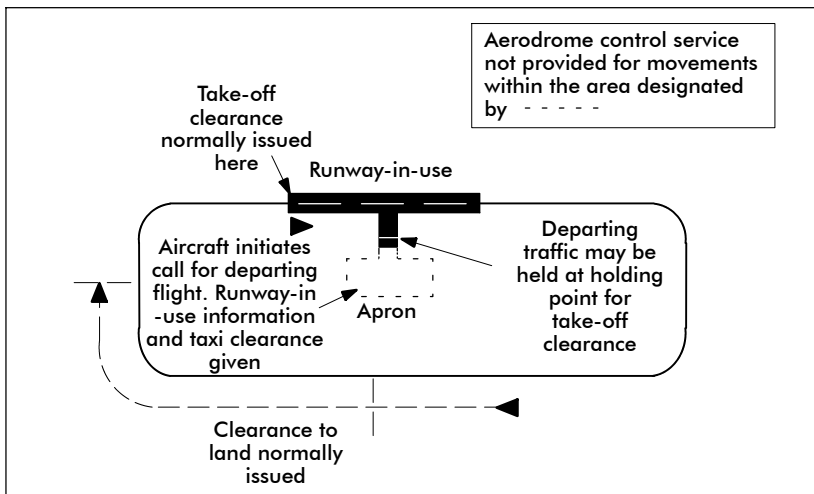 Aerodrome control service
not provided for movements
within the area designated
by - - - - -
Take-off
clearance
normally issued
here
Runway-in-use
Aircraft initiates
call for departing
flight. Runway-in
-use information
and taxi clearance
given
Apron
Departing
traffic may be
held at holding
point for
take-off
clearance
Clearance to
land normally
issued